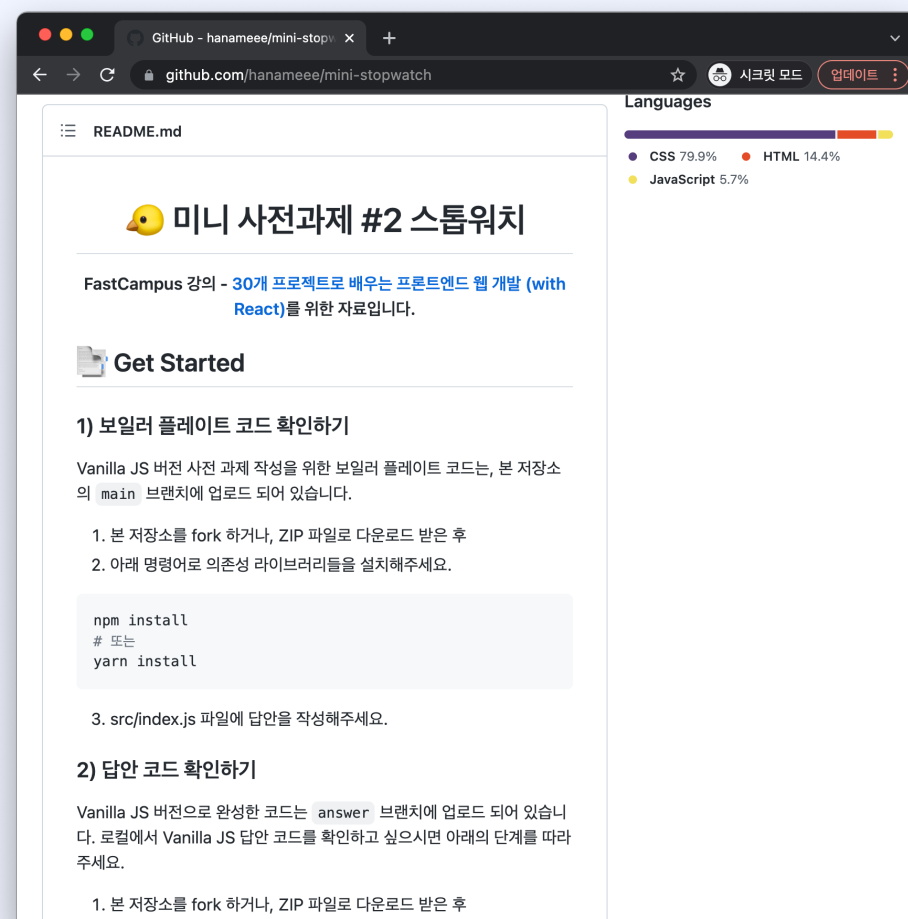 GitHub - hanameee/mini-stopw
github.com/hanameee/mini-stopwatch
시크릿 모드
업데이트
README.md
🐤 미니 사전과제 #2 스톱워치
FastCampus 강의 - 30개 프로젝트로 배우는 프론트엔드 웹 개발 (with
React)를 위한 자료입니다.
📑 Get Started
1) 보일러 플레이트 코드 확인하기
Vanilla JS 버전 사전 과제 작성을 위한 보일러 플레이트 코드는, 본 저장소
의 main 브랜치에 업로드 되어 있습니다.
1. 본 저장소를 fork 하거나, ZIP 파일로 다운로드 받은 후
2. 아래 명령어로 의존성 라이브러리들을 설치해주세요.
npm install
# 또는
yarn install
3. src/index.js 파일에 답안을 작성해주세요.
2) 답안 코드 확인하기
Vanilla JS 버전으로 완성한 코드는 answer 브랜치에 업로드 되어 있습니
다. 로컬에서 Vanilla JS 답안 코드를 확인하고 싶으시면 아래의 단계를 따라
주세요.
1. 본 저장소를 fork 하거나, ZIP 파일로 다운로드 받은 후
Languages
CSS 79.9%
HTML 14.4%
JavaScript 5.7%